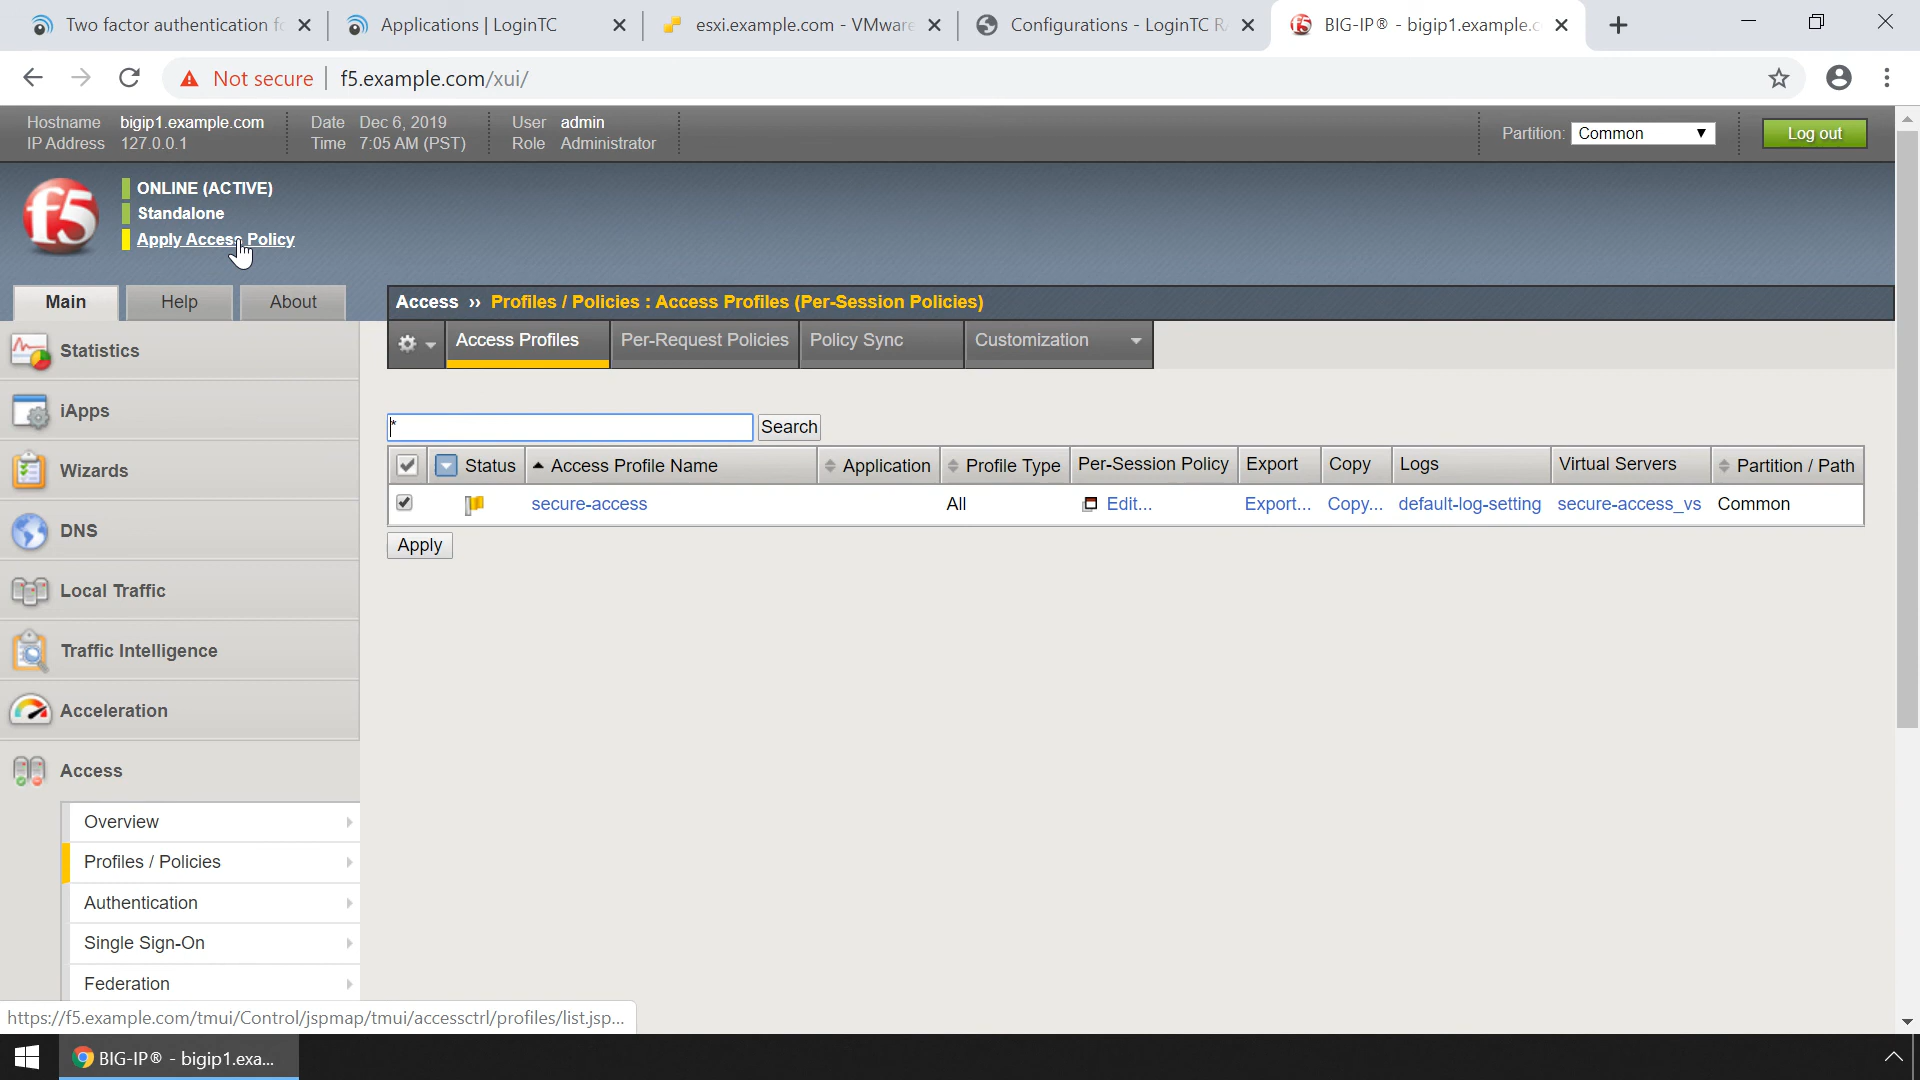 Two factor authentication f
Applications | LoginTC
esxi.example.com - VMware
Configurations - LoginTC R
BIG-IP® - bigip1.example.c
Not secure
f5.example.com/xui/
Hostname bigip1.example.com
IP Address 127.0.0.1
Date Dec 6, 2019
Time 7:05 AM (PST)
User admin
Role Administrator
Partition: Common
Log out
f5
ONLINE (ACTIVE)
Standalone
Apply Access Policy
Main Help About
Access ›› Profiles / Policies : Access Profiles (Per-Session Policies)
Access Profiles Per-Request Policies Policy Sync Customization
Statistics
iApps
Wizards
DNS
Local Traffic
Traffic Intelligence
Acceleration
Access
Overview
Profiles / Policies
Authentication
Single Sign-On
Federation
* Search
Status Access Profile Name Application Profile Type Per-Session Policy Export Copy Logs Virtual Servers Partition / Path
secure-access All Edit... Export... Copy... default-log-setting secure-access_vs Common
Apply
https://f5.example.com/tmui/Control/jspmap/tmui/accessctrl/profiles/list.jsp...
BIG-IP® - bigip1.exa...